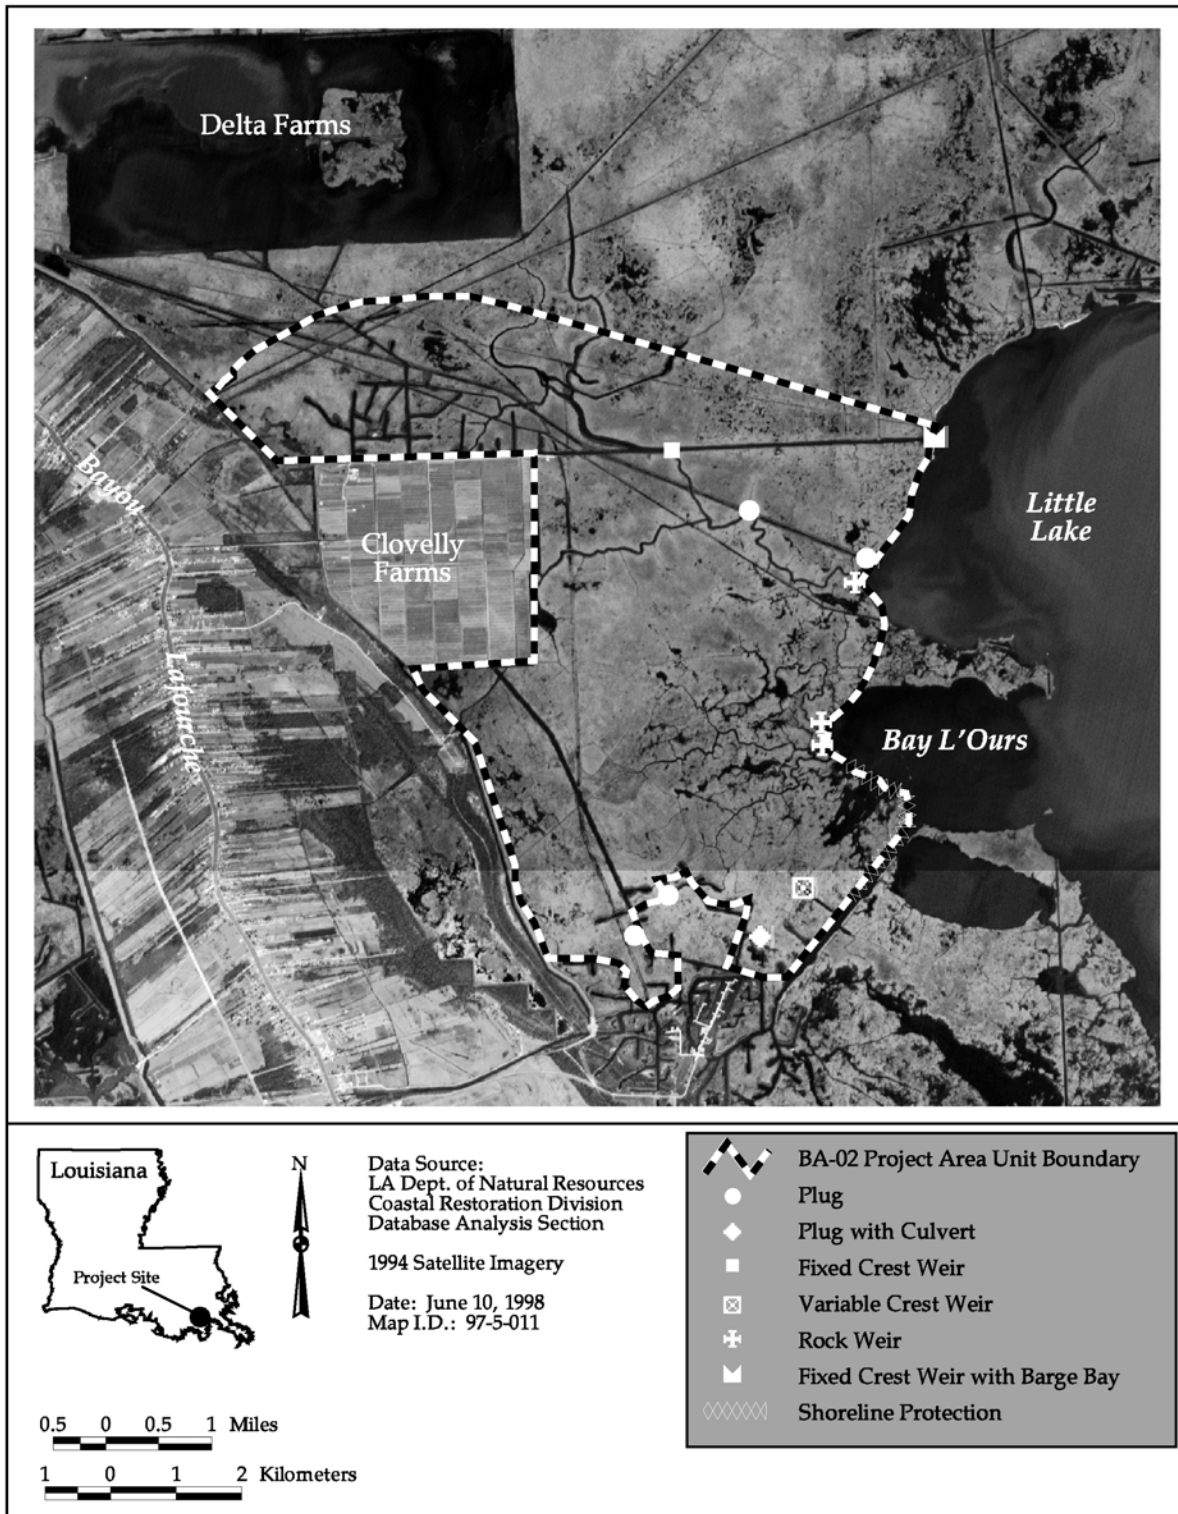 Delta Farms
Bayou
Lafourche
Clovelly
Farms
Little
Lake
Bay L'Ours
Louisiana
Project Site
N
Data Source:
LA Dept. of Natural Resources
Coastal Restoration Division
Database Analysis Section
1994 Satellite Imagery
Date: June 10, 1998
Map I.D.: 97-5-011
0.5 0 0.5 1 Miles
1 0 1 2 Kilometers
BA-02 Project Area Unit Boundary
Plug
Plug with Culvert
Fixed Crest Weir
Variable Crest Weir
Rock Weir
Fixed Crest Weir with Barge Bay
Shoreline Protection